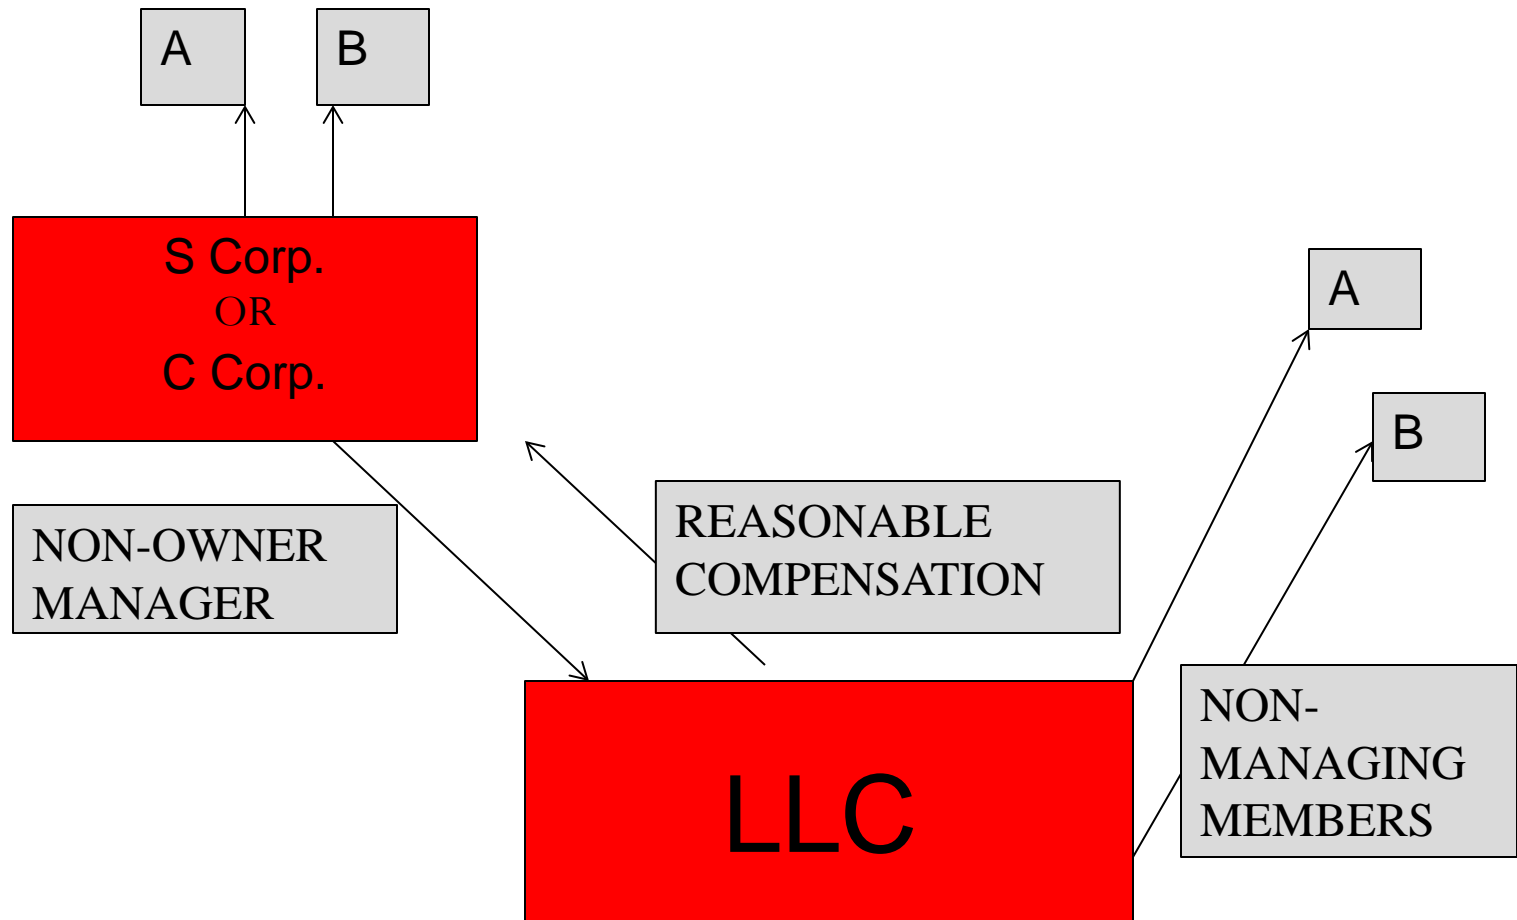 A
B
S Corp.
OR
C Corp.
A
B
NON-OWNER
MANAGER
REASONABLE
COMPENSATION
NON-
MANAGING
MEMBERS
LLC